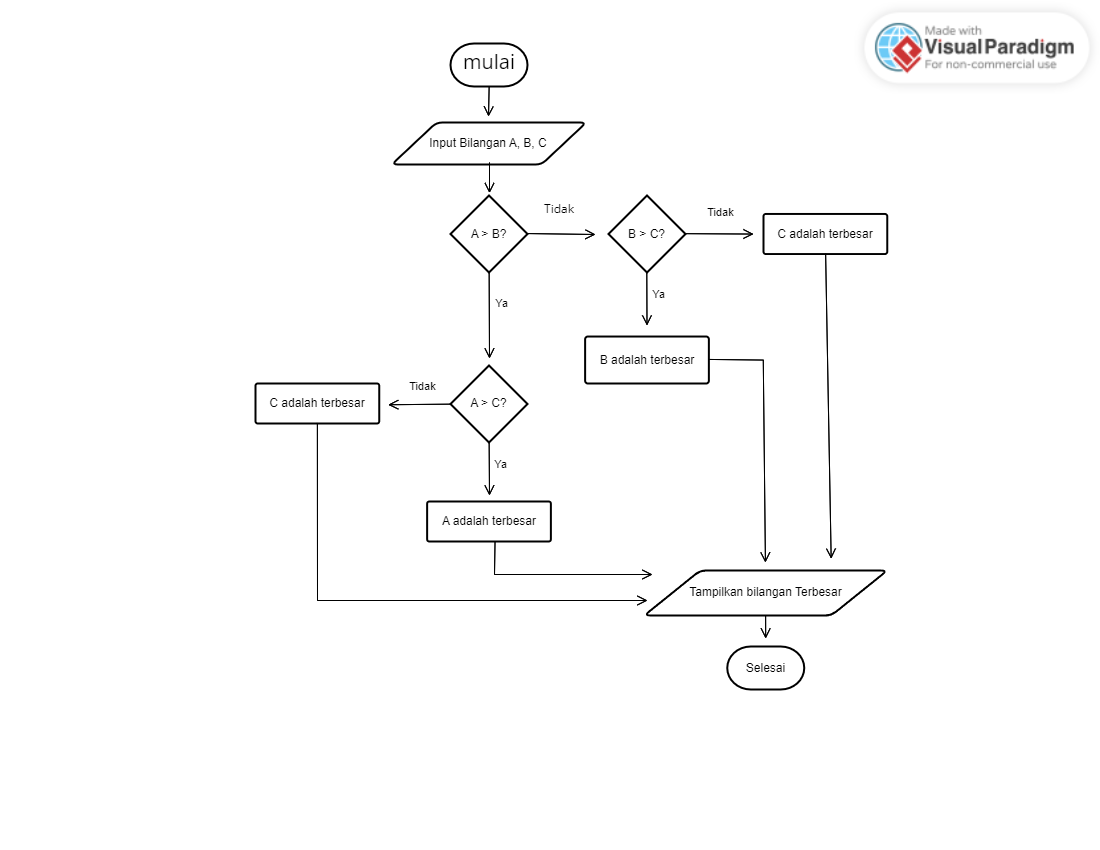 Made with
Visual Paradigm
For non-commercial use
mulai
Input Bilangan A, B, C
A > B?
Tidak
B > C?
Tidak
C adalah terbesar
Ya
Ya
B adalah terbesar
C adalah terbesar
Tidak
A > C?
Ya
A adalah terbesar
Tampilkan bilangan Terbesar
Selesai